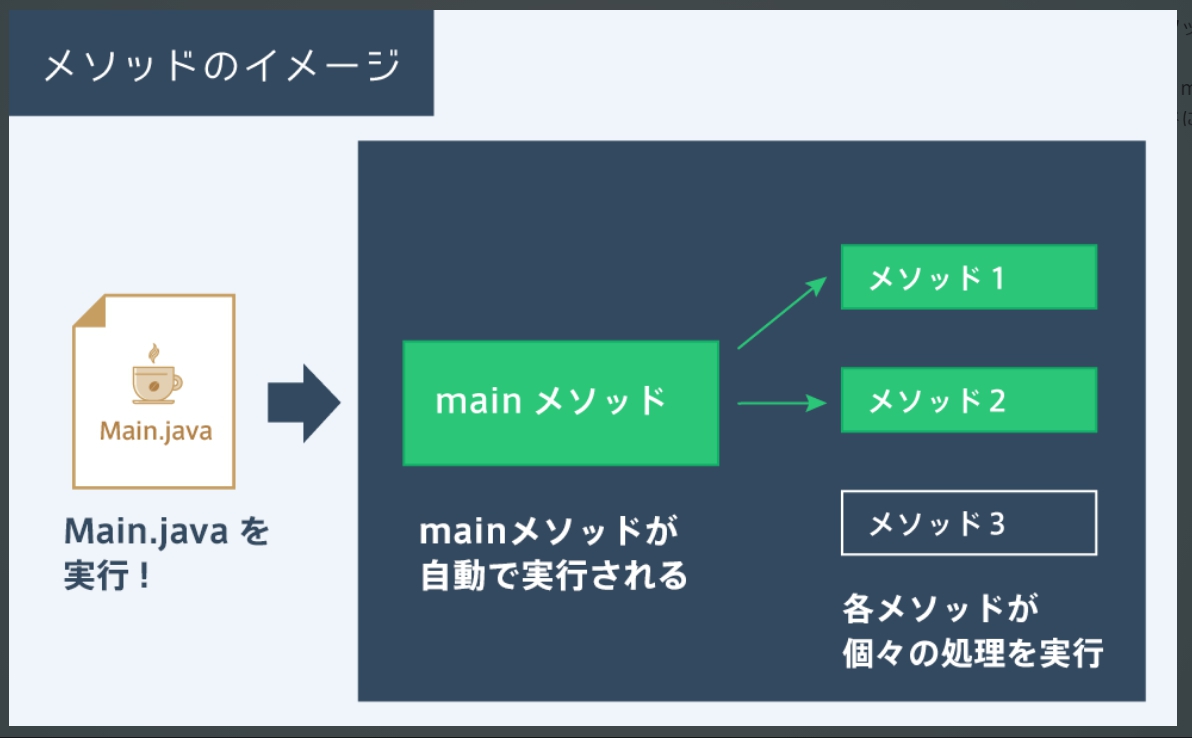 メソッドのイメージ
Main.java
Main.java を
実行！
main メソッド
mainメソッドが
自動で実行される
メソッド 1
メソッド 2
メソッド 3
各メソッドが
個々の処理を実行